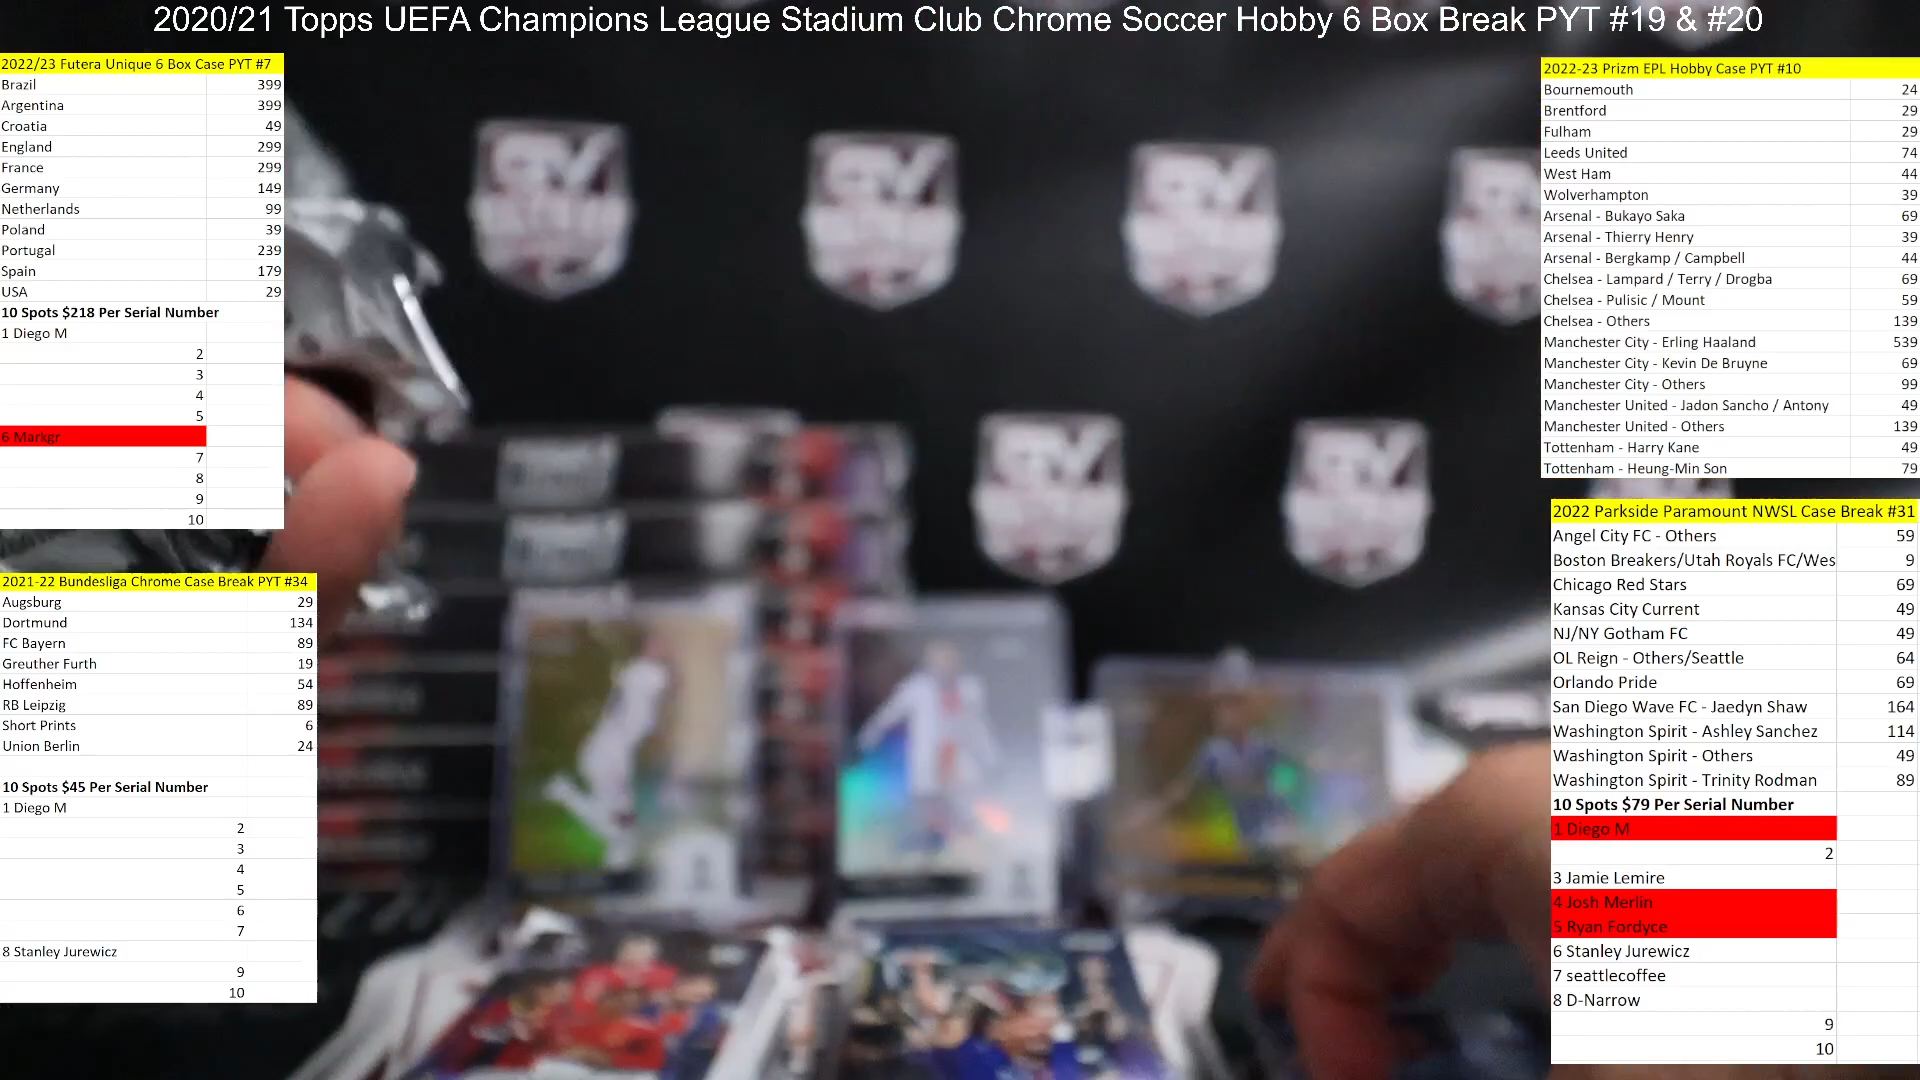 2020/21 Topps UEFA Champions League Stadium Club Chrome Soccer Hobby 6 Box Break PYT #19 & #20
2022/23 Futera Unique 6 Box Case PYT #7
Brazil 399
Argentina 399
Croatia 49
England 299
France 299
Germany 149
Netherlands 99
Poland 39
Portugal 239
Spain 179
USA 29
10 Spots $218 Per Serial Number
1 Diego M
2
3
4
5
6 Markgr
7
8
9
10
2021-22 Bundesliga Chrome Case Break PYT #34
Augsburg 29
Dortmund 134
FC Bayern 89
Greuther Furth 19
Hoffenheim 54
RB Leipzig 89
Short Prints 6
Union Berlin 24
10 Spots $45 Per Serial Number
1 Diego M
2
3
4
5
6
7
8 Stanley Jurewicz
9
10
2022-23 Prizm EPL Hobby Case PYT #10
Bournemouth 24
Brentford 29
Fulham 29
Leeds United 74
West Ham 44
Wolverhampton 39
Arsenal - Bukayo Saka 69
Arsenal - Thierry Henry 39
Arsenal - Bergkamp / Campbell 44
Chelsea - Lampard / Terry / Drogba 69
Chelsea - Pulisic / Mount 59
Chelsea - Others 139
Manchester City - Erling Haaland 539
Manchester City - Kevin De Bruyne 69
Manchester City - Others 99
Manchester United - Jadon Sancho / Antony 49
Manchester United - Others 139
Tottenham - Harry Kane 49
Tottenham - Heung-Min Son 79
2022 Parkside Paramount NWSL Case Break #31
Angel City FC - Others 59
Boston Breakers/Utah Royals FC/Wes 9
Chicago Red Stars 69
Kansas City Current 49
NJ/NY Gotham FC 49
OL Reign - Others/Seattle 64
Orlando Pride 69
San Diego Wave FC - Jaedyn Shaw 164
Washington Spirit - Ashley Sanchez 114
Washington Spirit - Others 49
Washington Spirit - Trinity Rodman 89
10 Spots $79 Per Serial Number
1 Diego M
2
3 Jamie Lemire
4 Josh Merlin
5 Ryan Fordyce
6 Stanley Jurewicz
7 seattlecoffee
8 D-Narrow
9
10